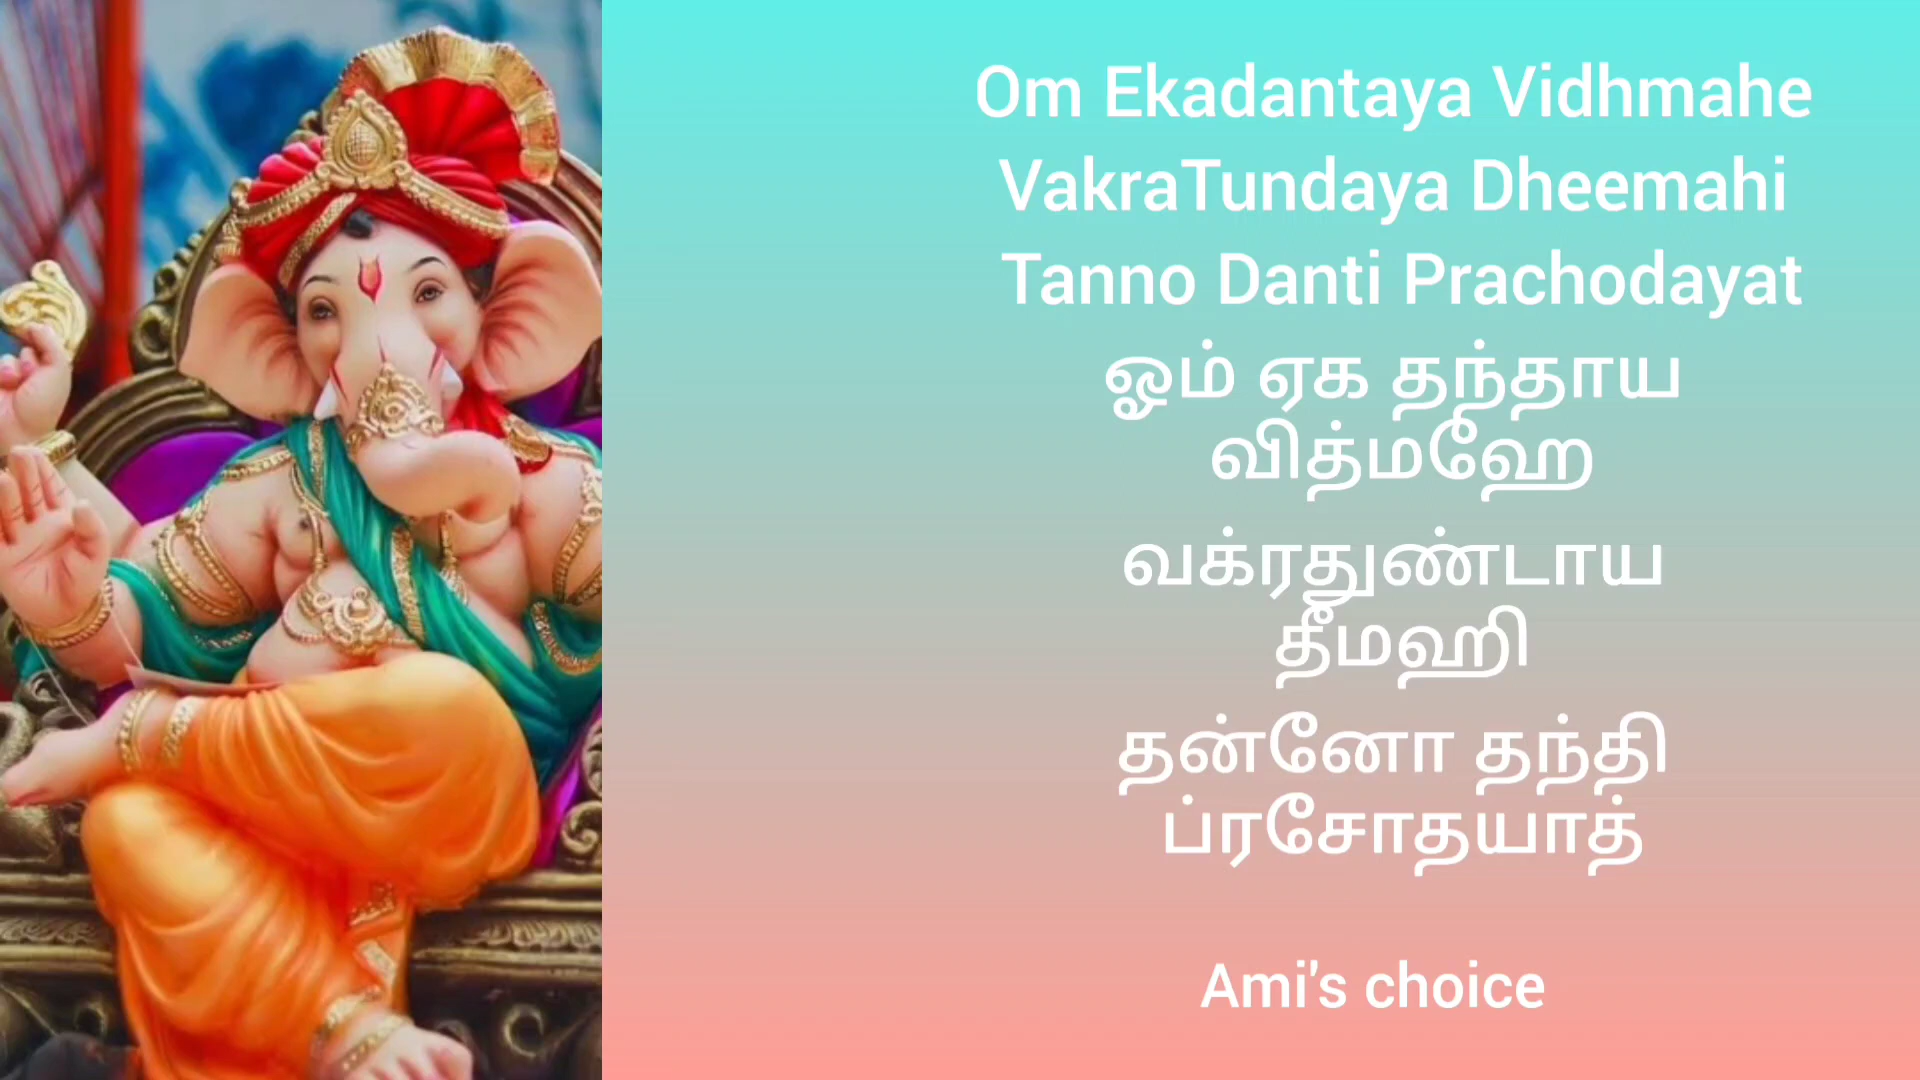 Om Ekadantaya Vidhmahe
VakraTundaya Dheemahi
Tanno Danti Prachodayat
ஓம் ஏக தந்தாய
வித்மஹே
வக்ரதுண்டாய
தீமஹி
தன்னோ தந்தி
ப்ரசோதயாத்
Ami's choice